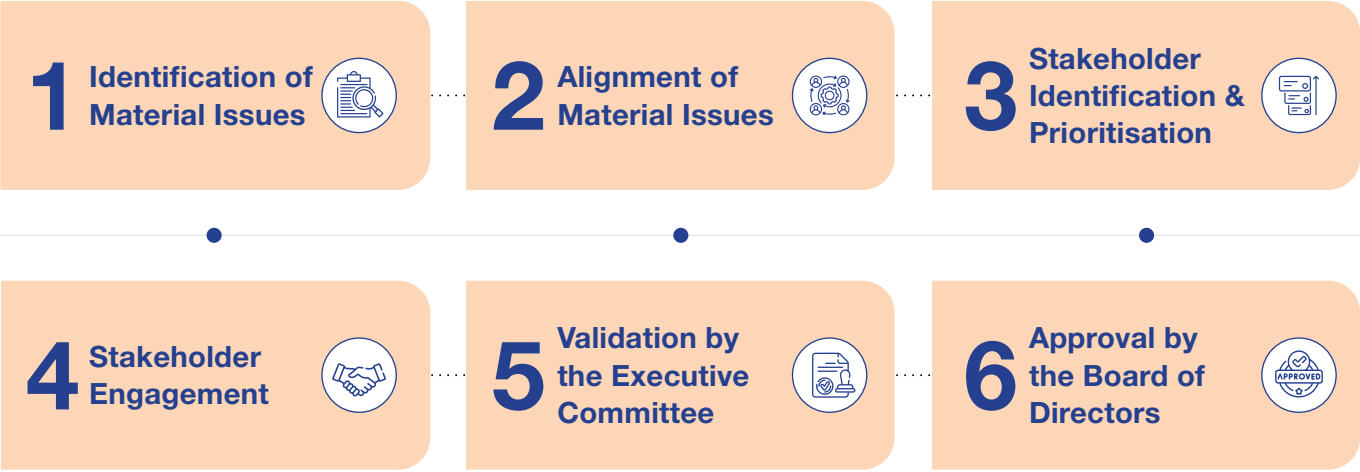 1
Identification of
Material Issues
2
Alignment of
Material Issues
3
Stakeholder
Identification &
Prioritisation
4
Stakeholder
Engagement
5
Validation by
the Executive
Committee
6
Approval by
the Board of
Directors
APPROVED